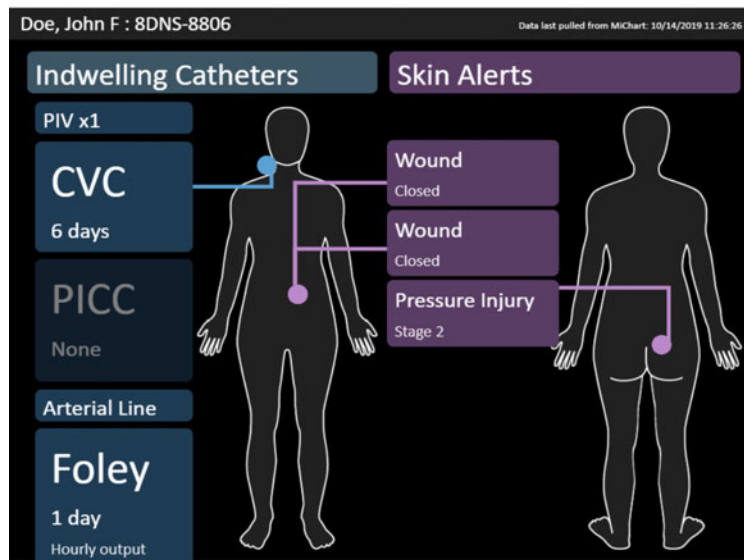 Doe, John F : 8DNS-8806
Data last pulled from MiChart: 10/14/2019 11:26:26
Indwelling Catheters
Skin Alerts
PIV x1
CVC
6 days
PICC
None
Arterial Line
Foley
1 day
Hourly output
Wound
Closed
Wound
Closed
Pressure Injury
Stage 2